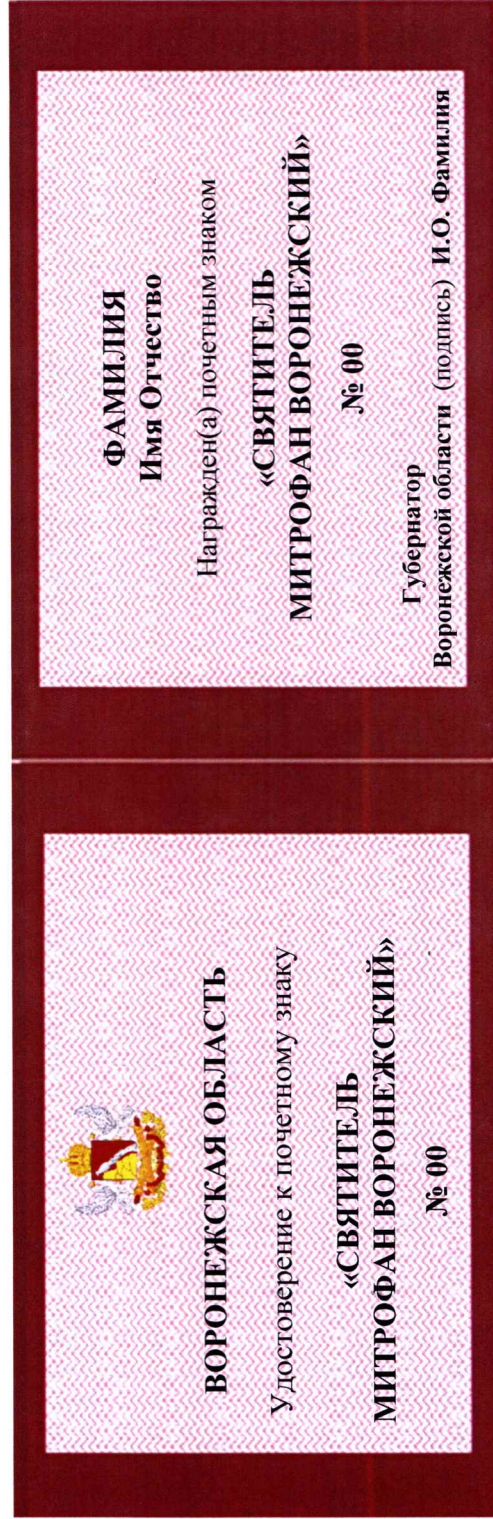 ВОРОНЕЖСКАЯ ОБЛАСТЬ
Удостоверение к почетному знаку
«СВЯТИТЕЛЬ
МИТРОФАН ВОРОНЕЖСКИЙ»
№ 00
ФАМИЛИЯ
Имя Отчество
Награжден(а) почетным знаком
«СВЯТИТЕЛЬ
МИТРОФАН ВОРОНЕЖСКИЙ»
№ 00
Губернатор
Воронежской области (подпись) И.О. Фамилия